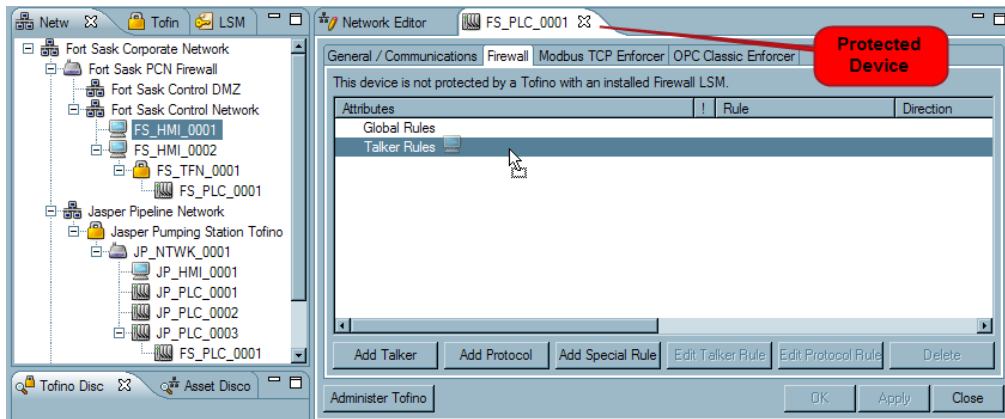 Netw
Tofin
LSM
Network Editor
FS_PLC_0001
Protected
Device
Fort Sask Corporate Network
Fort Sask PCN Firewall
Fort Sask Control DMZ
Fort Sask Control Network
FS_HMI_0001
FS_HMI_0002
FS_TFN_0001
FS_PLC_0001
Jasper Pipeline Network
Jasper Pumping Station Tofino
JP_NTWK_0001
JP_HMI_0001
JP_PLC_0001
JP_PLC_0002
JP_PLC_0003
FS_PLC_0001
Tofino Disc
Asset Disco
General / Communications Firewall Modbus TCP Enforcer OPC Classic Enforcer
This device is not protected by a Tofino with an installed Firewall LSM.
Attributes ! Rule Direction
Global Rules
Talker Rules
Add Talker Add Protocol Add Special Rule Edit Talker Rule Edit Protocol Rule Delete
Administer Tofino OK Apply Close